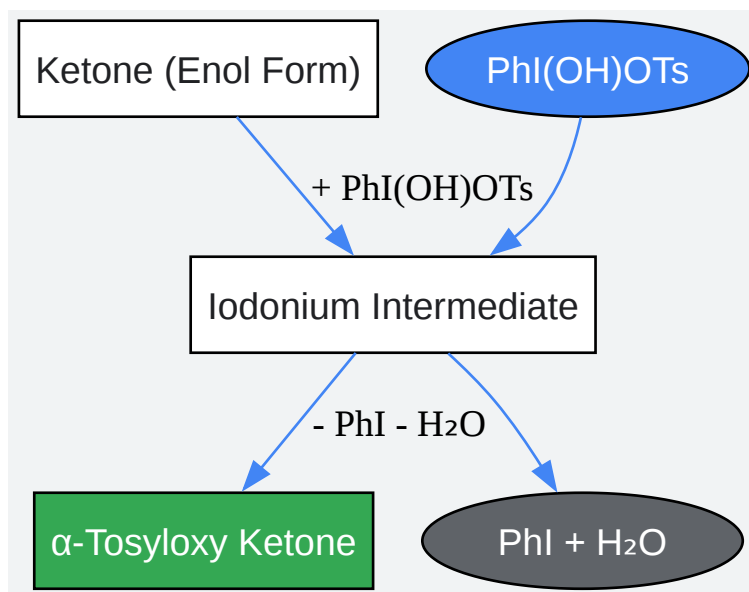 Ketone (Enol Form)
PhI(OH)OTs
+ PhI(OH)OTs
Iodonium Intermediate
- PhI - H₂O
α-Tosyloxy Ketone
PhI + H₂O